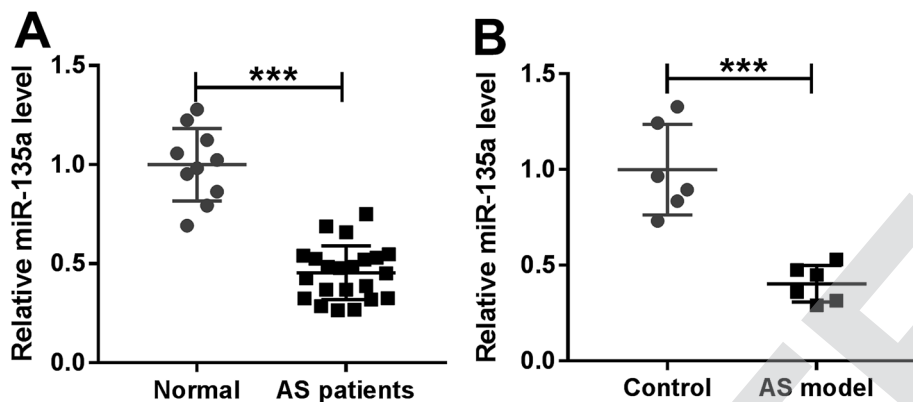 A
Relative miR-135a level
1.5
1.0
0.5
0.0
***
Normal
AS patients
B
Relative miR-135a level
1.5
1.0
0.5
0.0
***
Control
AS model